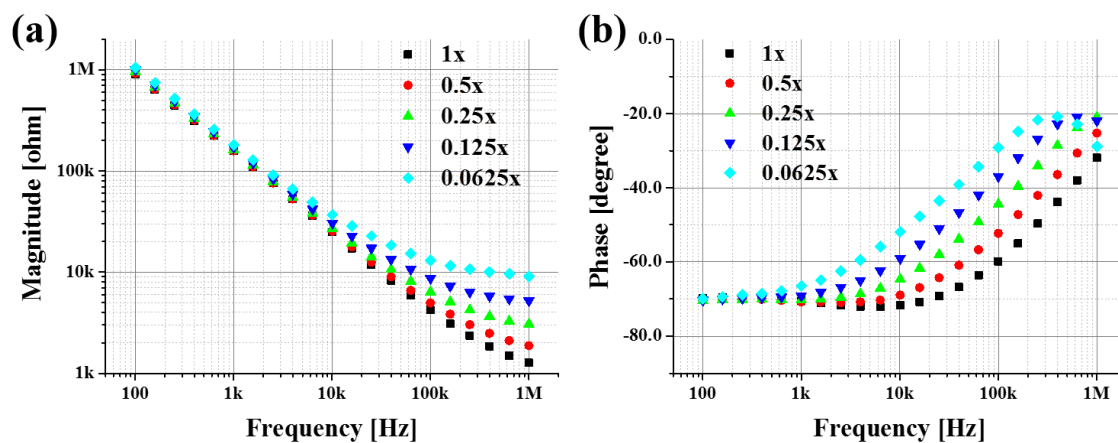 (a)
Magnitude [ohm]
1M
100k
10k
1k
100
1k
10k
100k
1M
Frequency [Hz]
1x
0.5x
0.25x
0.125x
0.0625x
(b)
Phase [degree]
0.0
-20.0
-40.0
-60.0
-80.0
100
1k
10k
100k
1M
Frequency [Hz]
1x
0.5x
0.25x
0.125x
0.0625x